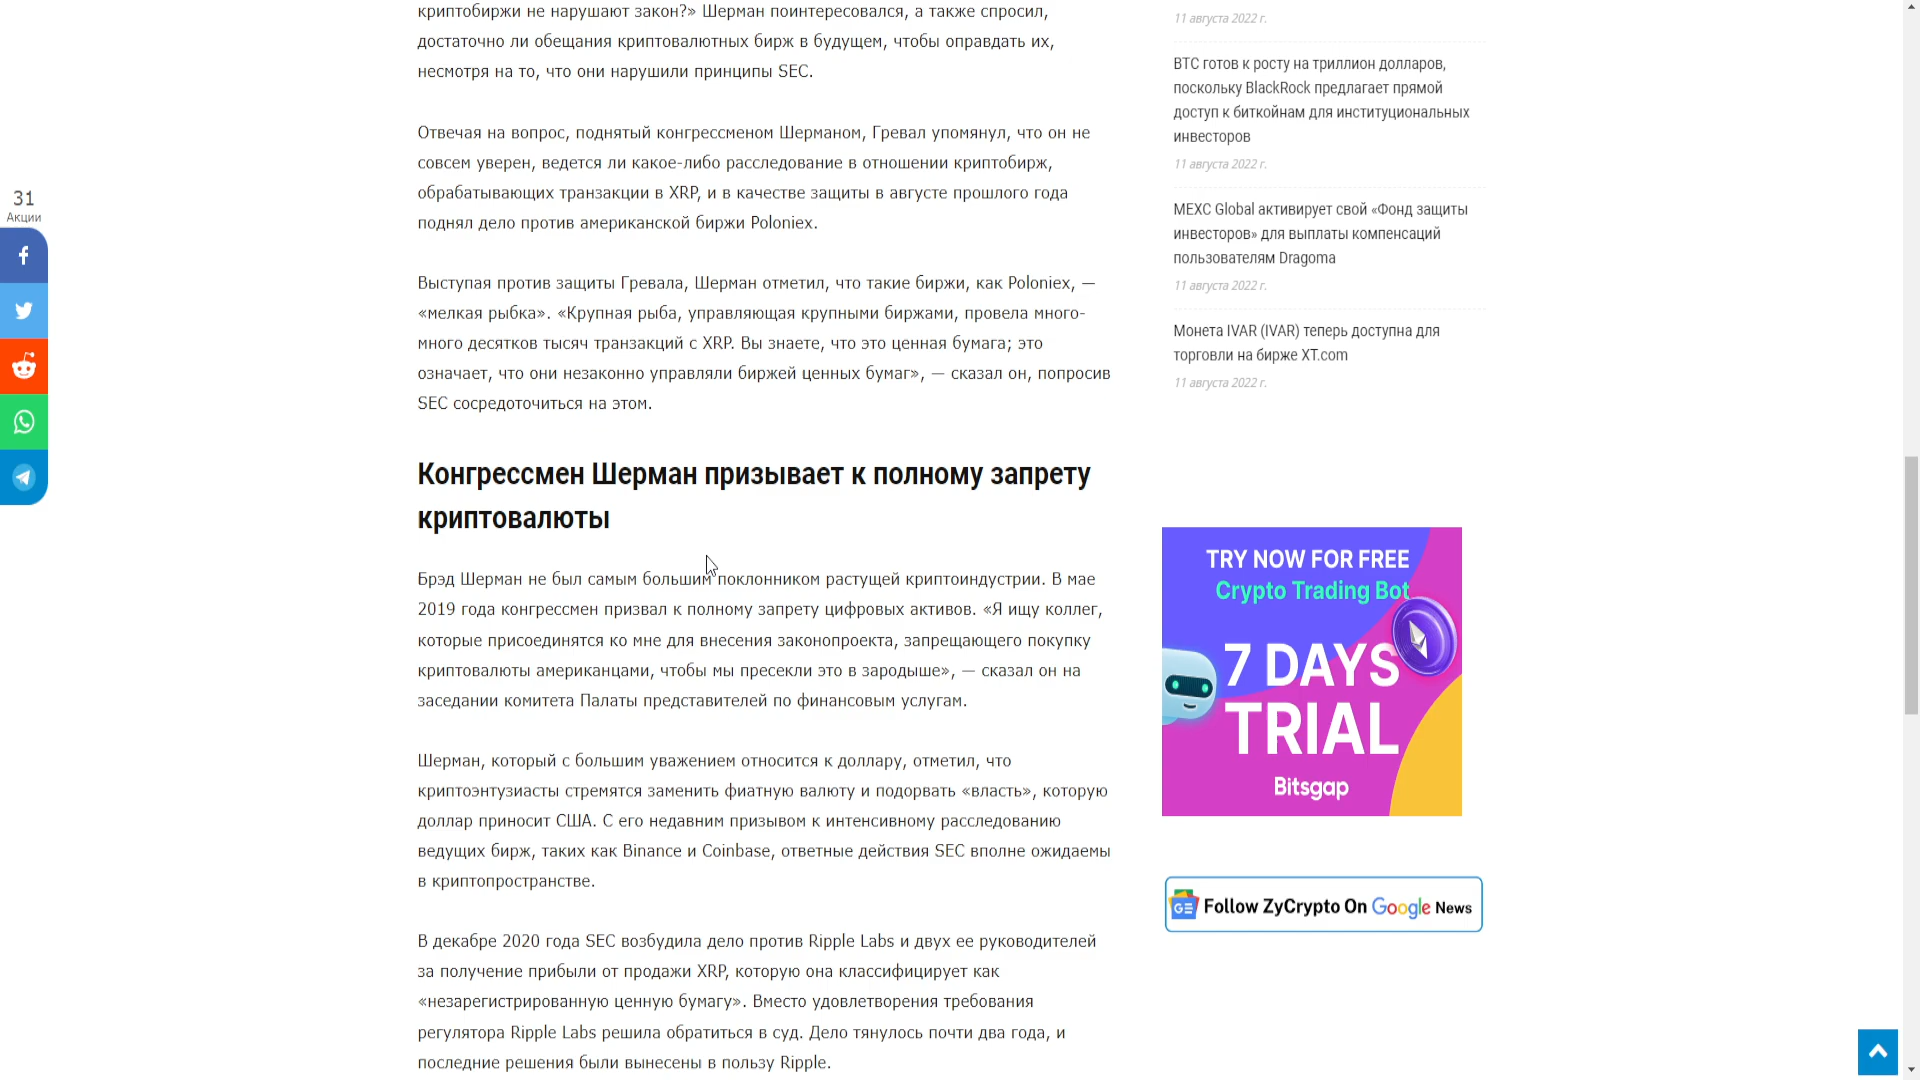 криптобиржи не нарушают закон?» Шерман поинтересовался, а также спросил,
достаточно ли обещания криптовалютных бирж в будущем, чтобы оправдать их,
несмотря на то, что они нарушили принципы SEC.
Отвечая на вопрос, поднятый конгрессменом Шерманом, Гревал упомянул, что он не
совсем уверен, ведется ли какое-либо расследование в отношении криптобирж,
обрабатывающих транзакции в XRP, и в качестве защиты в августе прошлого года
поднял дело против американской биржи Poloniex.
Выступая против защиты Гревала, Шерман отметил, что такие биржи, как Poloniex, —
«мелкая рыбка». «Крупная рыба, управляющая крупными биржами, провела много-
много десятков тысяч транзакций с XRP. Вы знаете, что это ценная бумага; это
означает, что они незаконно управляли биржей ценных бумаг», — сказал он, попросив
SEC сосредоточиться на этом.
Конгрессмен Шерман призывает к полному запрету
криптовалюты
Брэд Шерман не был самым большим поклонником растущей криптоиндустрии. В мае
2019 года конгрессмен призвал к полному запрету цифровых активов. «Я ищу коллег,
которые присоединятся ко мне для внесения законопроекта, запрещающего покупку
криптовалюты американцами, чтобы мы пресекли это в зародыше», — сказал он на
заседании комитета Палаты представителей по финансовым услугам.
Шерман, который с большим уважением относится к доллару, отметил, что
криптоэнтузиасты стремятся заменить фиатную валюту и подорвать «власть», которую
доллар приносит США. С его недавним призывом к интенсивному расследованию
ведущих бирж, таких как Binance и Coinbase, ответные действия SEC вполне ожидаемы
в криптопространстве.
В декабре 2020 года SEC возбудила дело против Ripple Labs и двух ее руководителей
за получение прибыли от продажи XRP, которую она классифицирует как
«незарегистрированную ценную бумагу». Вместо удовлетворения требования
регулятора Ripple Labs решила обратиться в суд. Дело тянулось почти два года, и
последние решения были вынесены в пользу Ripple.
31
Акции
11 августа 2022 г.
BTC готов к росту на триллион долларов,
поскольку BlackRock предлагает прямой
доступ к биткойнам для институциональных
инвесторов
11 августа 2022 г.
MEXC Global активирует свой «Фонд защиты
инвесторов» для выплаты компенсаций
пользователям Dragoma
11 августа 2022 г.
Монета IVAR (IVAR) теперь доступна для
торговли на бирже XT.com
11 августа 2022 г.
TRY NOW FOR FREE
Crypto Trading Bot
7 DAYS
TRIAL
Bitsgap
GE Follow ZyCrypto On Google News